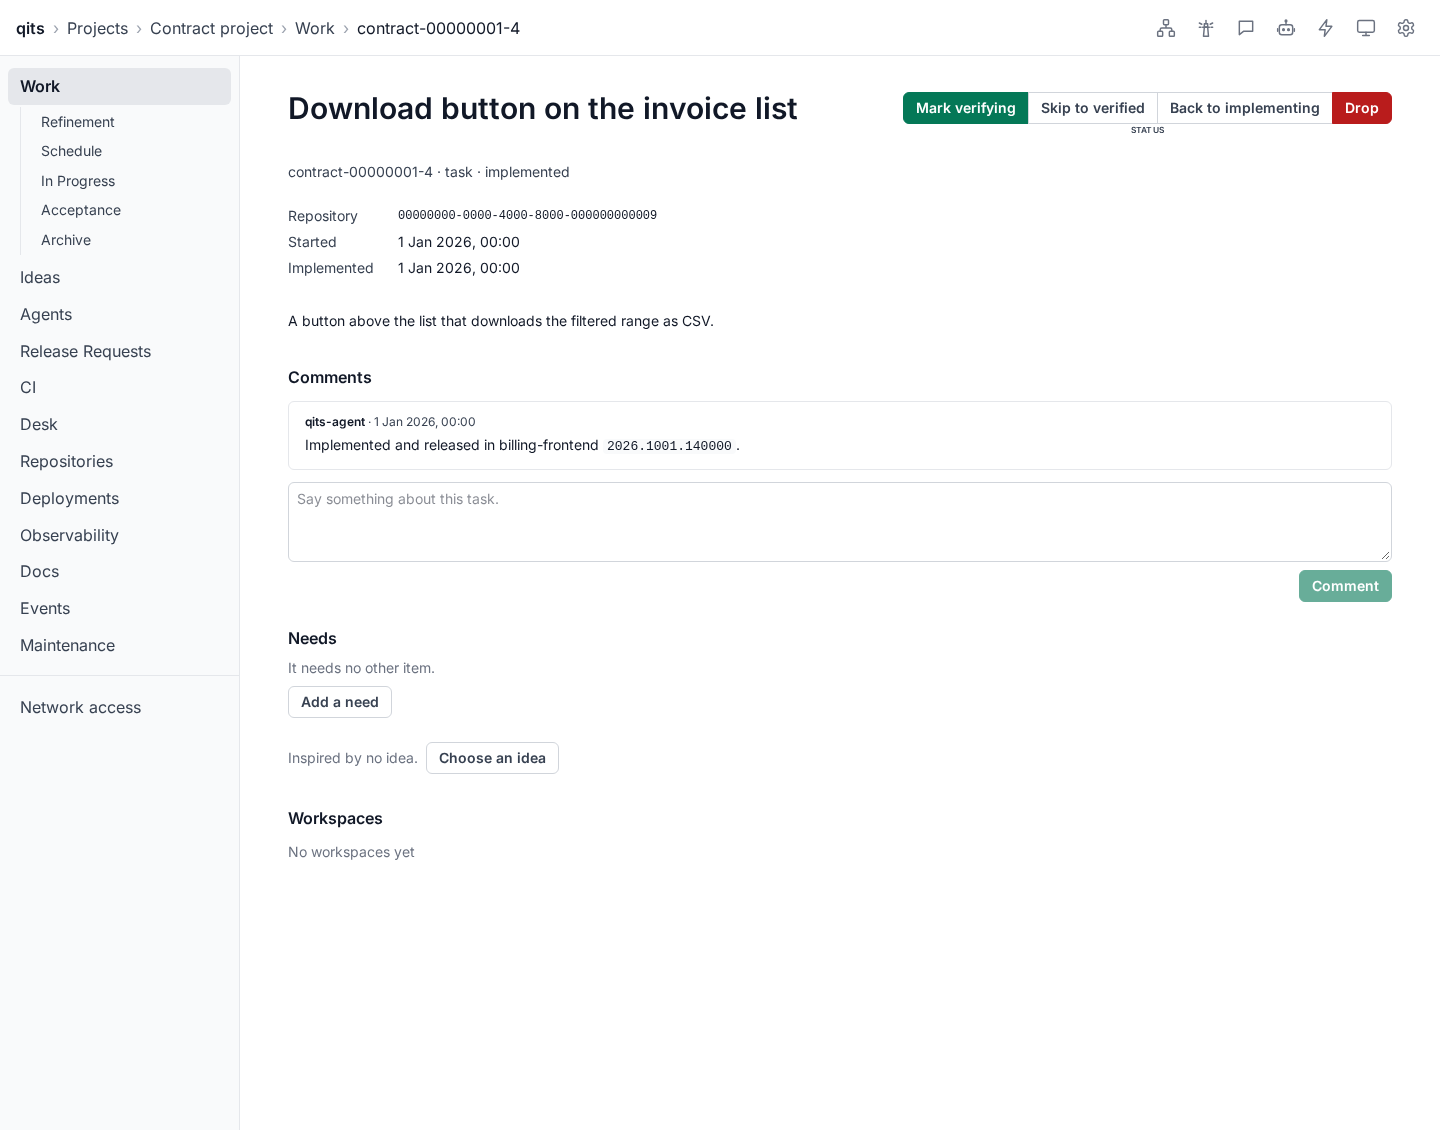 qits › Projects › Contract project › Work › contract-00000001-4
Work
Refinement
Schedule
In Progress
Acceptance
Archive
Ideas
Agents
Release Requests
CI
Desk
Repositories
Deployments
Observability
Docs
Events
Maintenance
Network access
Download button on the invoice list
Mark verifying
Skip to verified
Back to implementing
Drop
STATUS
contract-00000001-4 · task · implemented
Repository 00000000-0000-4000-8000-000000000009
Started 1 Jan 2026, 00:00
Implemented 1 Jan 2026, 00:00
A button above the list that downloads the filtered range as CSV.
Comments
qits-agent · 1 Jan 2026, 00:00
Implemented and released in billing-frontend 2026.1001.140000.
Say something about this task.
Comment
Needs
It needs no other item.
Add a need
Inspired by no idea. Choose an idea
Workspaces
No workspaces yet